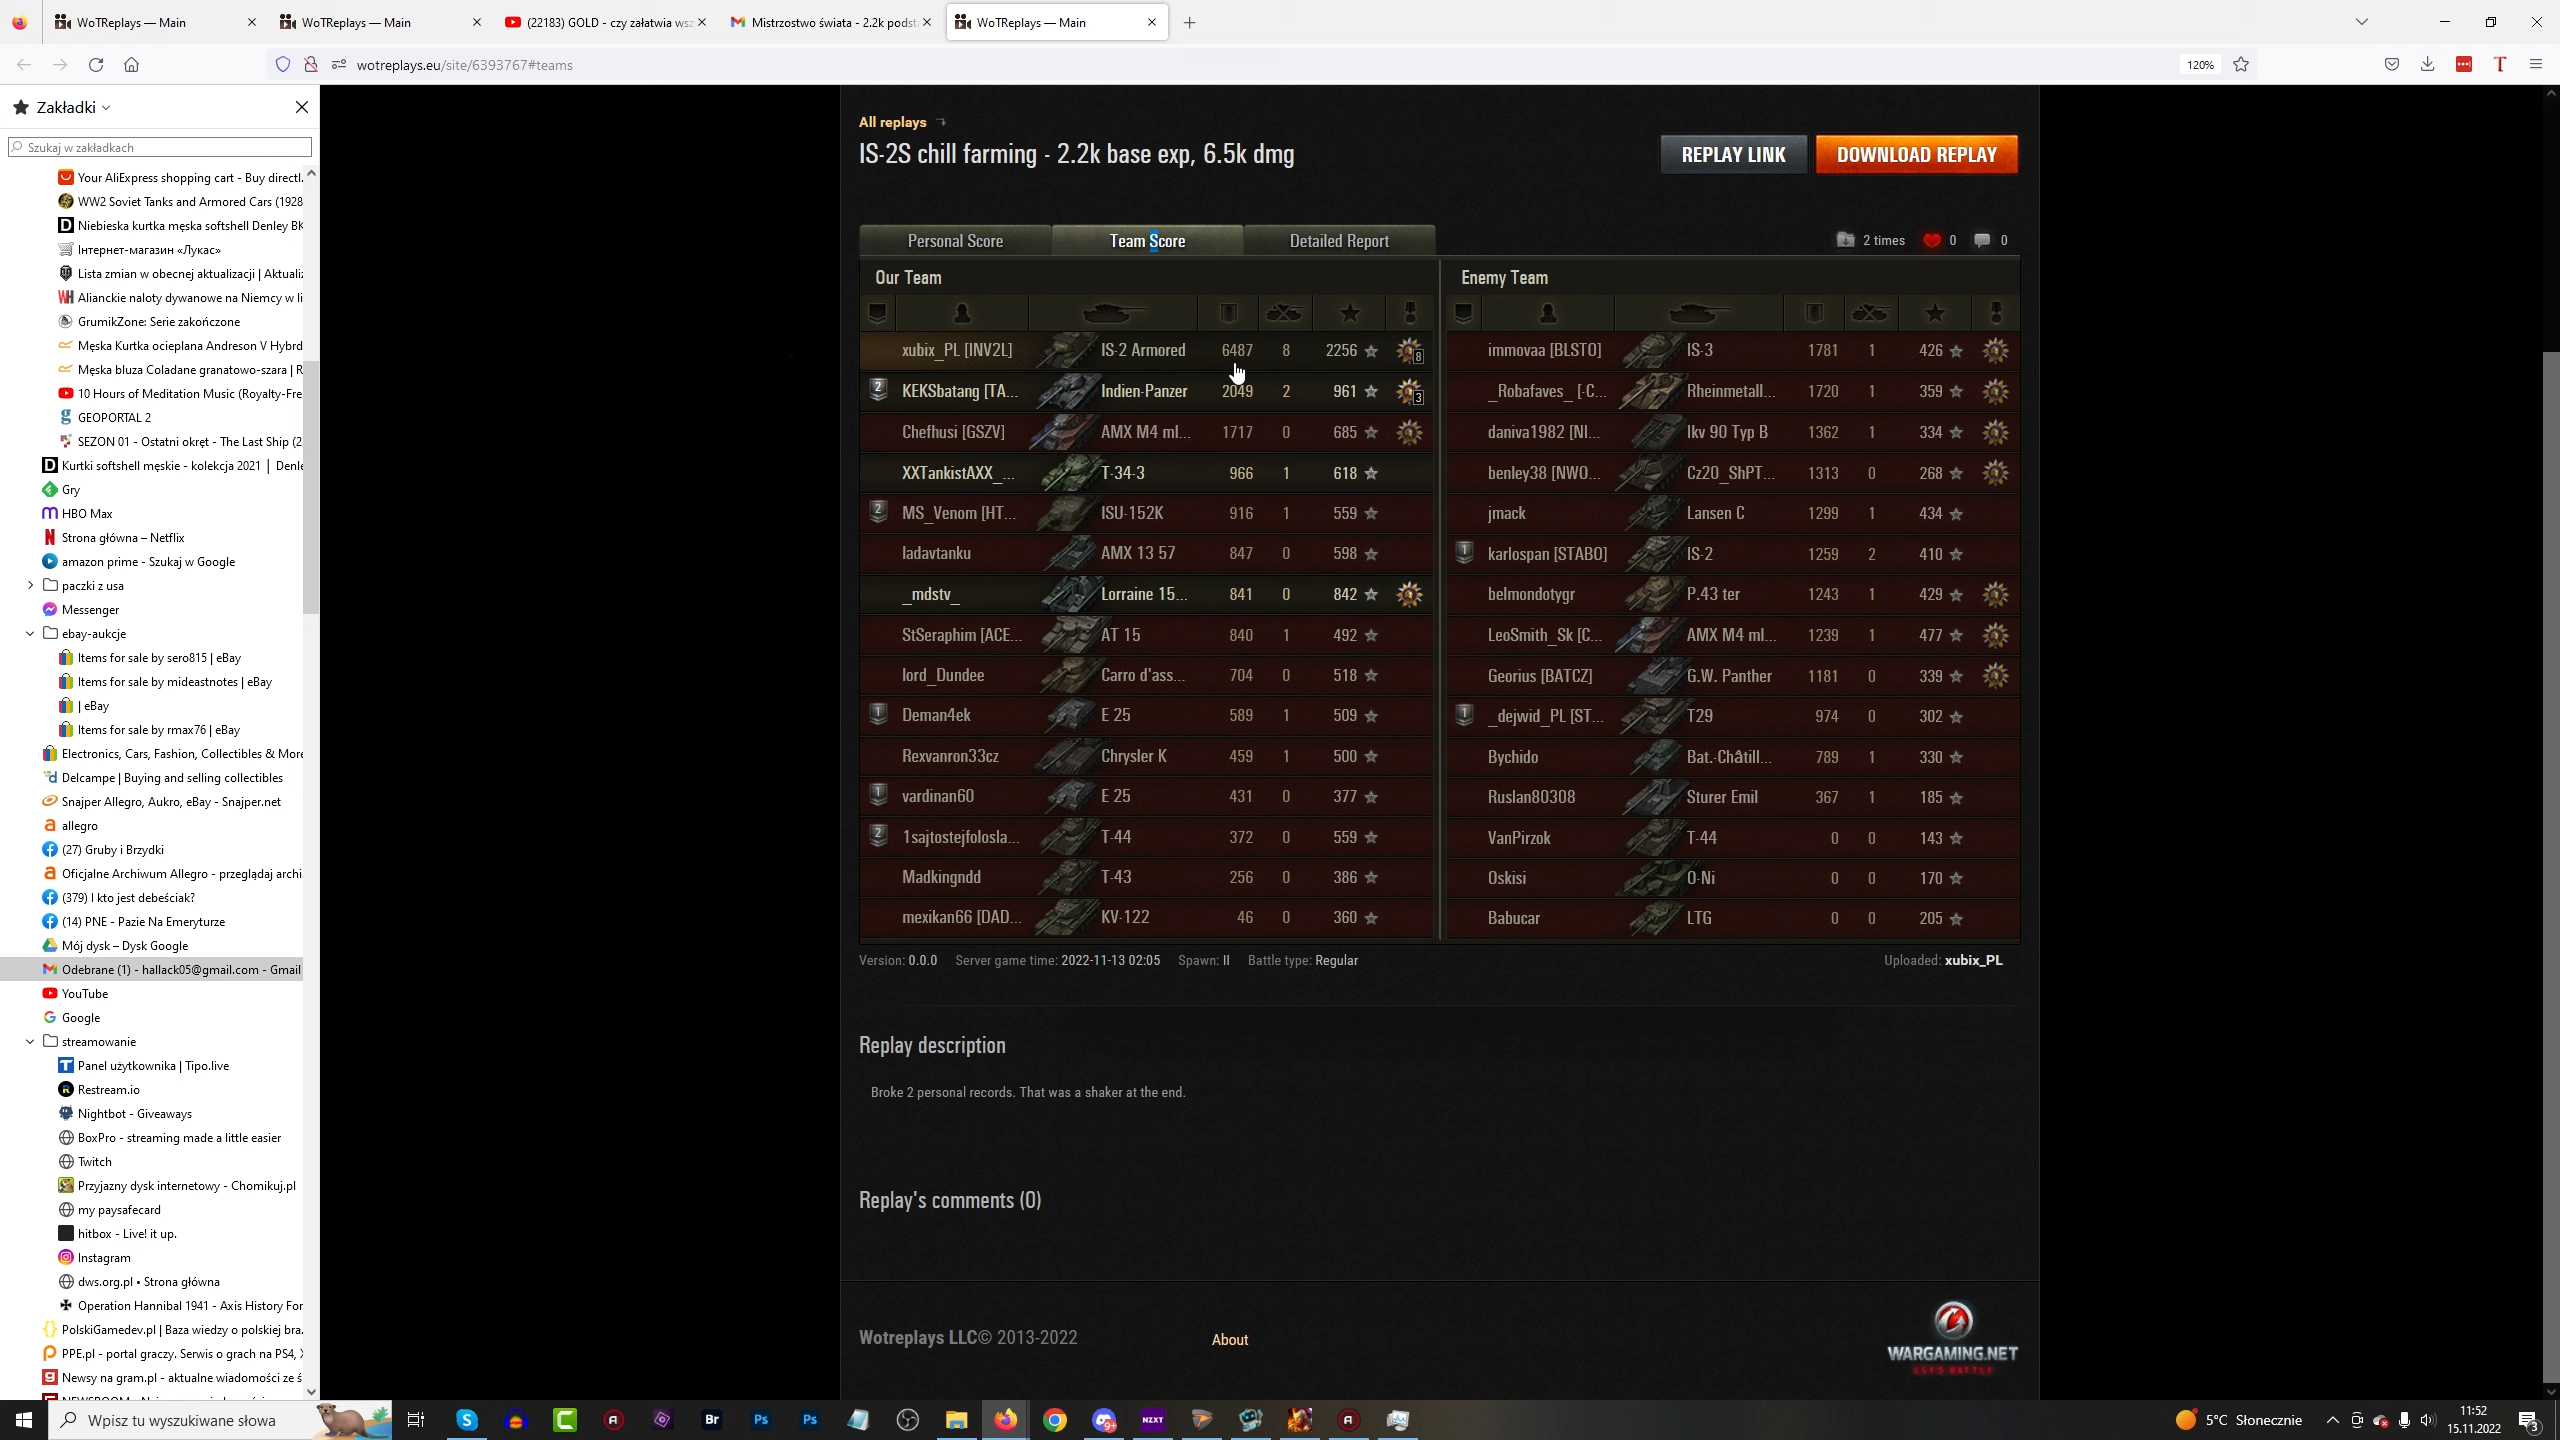 WoTReplays — Main
WoTReplays — Main
(22183) GOLD - czy załatwia wsz
Mistrzostwo świata - 2.2k podst
WoTReplays — Main
wotreplays.eu/site/6393767#teams
120%
Zakładki
Szukaj w zakładkach
Your AliExpress shopping cart - Buy directl.
WW2 Soviet Tanks and Armored Cars (1928
Niebieska kurtka męska softshell Denley BK
Інтернет-магазин «Лукас»
Lista zmian w obecnej aktualizacji | Aktualiz
Alianckie naloty dywanowe na Niemcy w li
GrumikZone: Serie zakończone
Męska Kurtka ocieplana Andreson V Hybrd
Męska bluza Coladane granatowo-szara | R
10 Hours of Meditation Music (Royalty-Fre
GEOPORTAL 2
SEZON 01 - Ostatni okręt - The Last Ship (2
Kurtki softshell męskie - kolekcja 2021 | Denle
Gry
HBO Max
Strona główna – Netflix
amazon prime - Szukaj w Google
paczki z usa
Messenger
ebay-aukcje
Items for sale by sero815 | eBay
Items for sale by mideastnotes | eBay
| eBay
Items for sale by rmax76 | eBay
Electronics, Cars, Fashion, Collectibles & More
Delcampe | Buying and selling collectibles
Snajper Allegro, Aukro, eBay - Snajper.net
allegro
(27) Gruby i Brzydki
Oficjalne Archiwum Allegro - przeglądaj archi
(379) I kto jest debeściak?
(14) PNE - Pazie Na Emeryturze
Mój dysk – Dysk Google
Odebrane (1) - hallack05@gmail.com - Gmail
YouTube
Google
streamowanie
Panel użytkownika | Tipo.live
Restream.io
Nightbot - Giveaways
BoxPro - streaming made a little easier
Twitch
Przyjazny dysk internetowy - Chomikuj.pl
my paysafecard
hitbox - Live! it up.
Instagram
dws.org.pl • Strona główna
Operation Hannibal 1941 - Axis History For
PolskiGamedev.pl | Baza wiedzy o polskiej bra.
PPE.pl - portal graczy. Serwis o grach na PS4, X
Newsy na gram.pl - aktualne wiadomości ze ś
All replays
IS-2S chill farming - 2.2k base exp, 6.5k dmg
REPLAY LINK
DOWNLOAD REPLAY
Personal Score Team Score Detailed Report
2 times 0 0
Our Team
xubix_PL [INV2L] IS-2 Armored 6487 8 2256 8
2 KEKSbatang [TA... Indien-Panzer 2049 2 961 3
Chefhusi [GSZV] AMX M4 ml... 1717 0 685
XXTankistAXX_... T-34-3 966 1 618
2 MS_Venom [HT... ISU-152K 916 1 559
ladavtanku AMX 13 57 847 0 598
_mdstv_ Lorraine 15... 841 0 842
StSeraphim [ACE... AT 15 840 1 492
lord_Dundee Carro d'ass... 704 0 518
1 Deman4ek E 25 589 1 509
Rexvanron33cz Chrysler K 459 1 500
1 vardinan60 E 25 431 0 377
2 1sajtostejfolosla... T-44 372 0 559
Madkingndd T-43 256 0 386
mexikan66 [DAD... KV-122 46 0 360
Enemy Team
immovaa [BLSTO] IS-3 1781 1 426
_Robafaves_ [-C... Rheinmetall... 1720 1 359
daniva1982 [NI... Ikv 90 Typ B 1362 1 334
benley38 [NWO... Cz20_ShPT... 1313 0 268
jmack Lansen C 1299 1 434
1 karlospan [STABO] IS-2 1259 2 410
belmondotygr P.43 ter 1243 1 429
LeoSmith_Sk [C... AMX M4 ml... 1239 1 477
Georius [BATCZ] G.W. Panther 1181 0 339
1 _dejwid_PL [ST... T29 974 0 302
Bychido Bat.-Châtill... 789 1 330
Ruslan80308 Sturer Emil 367 1 185
VanPirzok T-44 0 0 143
Oskisi O-Ni 0 0 170
Babucar LTG 0 0 205
Version: 0.0.0 Server game time: 2022-11-13 02:05 Spawn: II Battle type: Regular
Uploaded: xubix_PL
Replay description
Broke 2 personal records. That was a shaker at the end.
Replay's comments (0)
Wotreplays LLC© 2013-2022
About
WARGAMING.NET
LET'S BATTLE
Wpisz tu wyszukiwane słowa
Br
Ps
Ps
9+
NZXT
5°C Słonecznie
11:52
15.11.2022
3